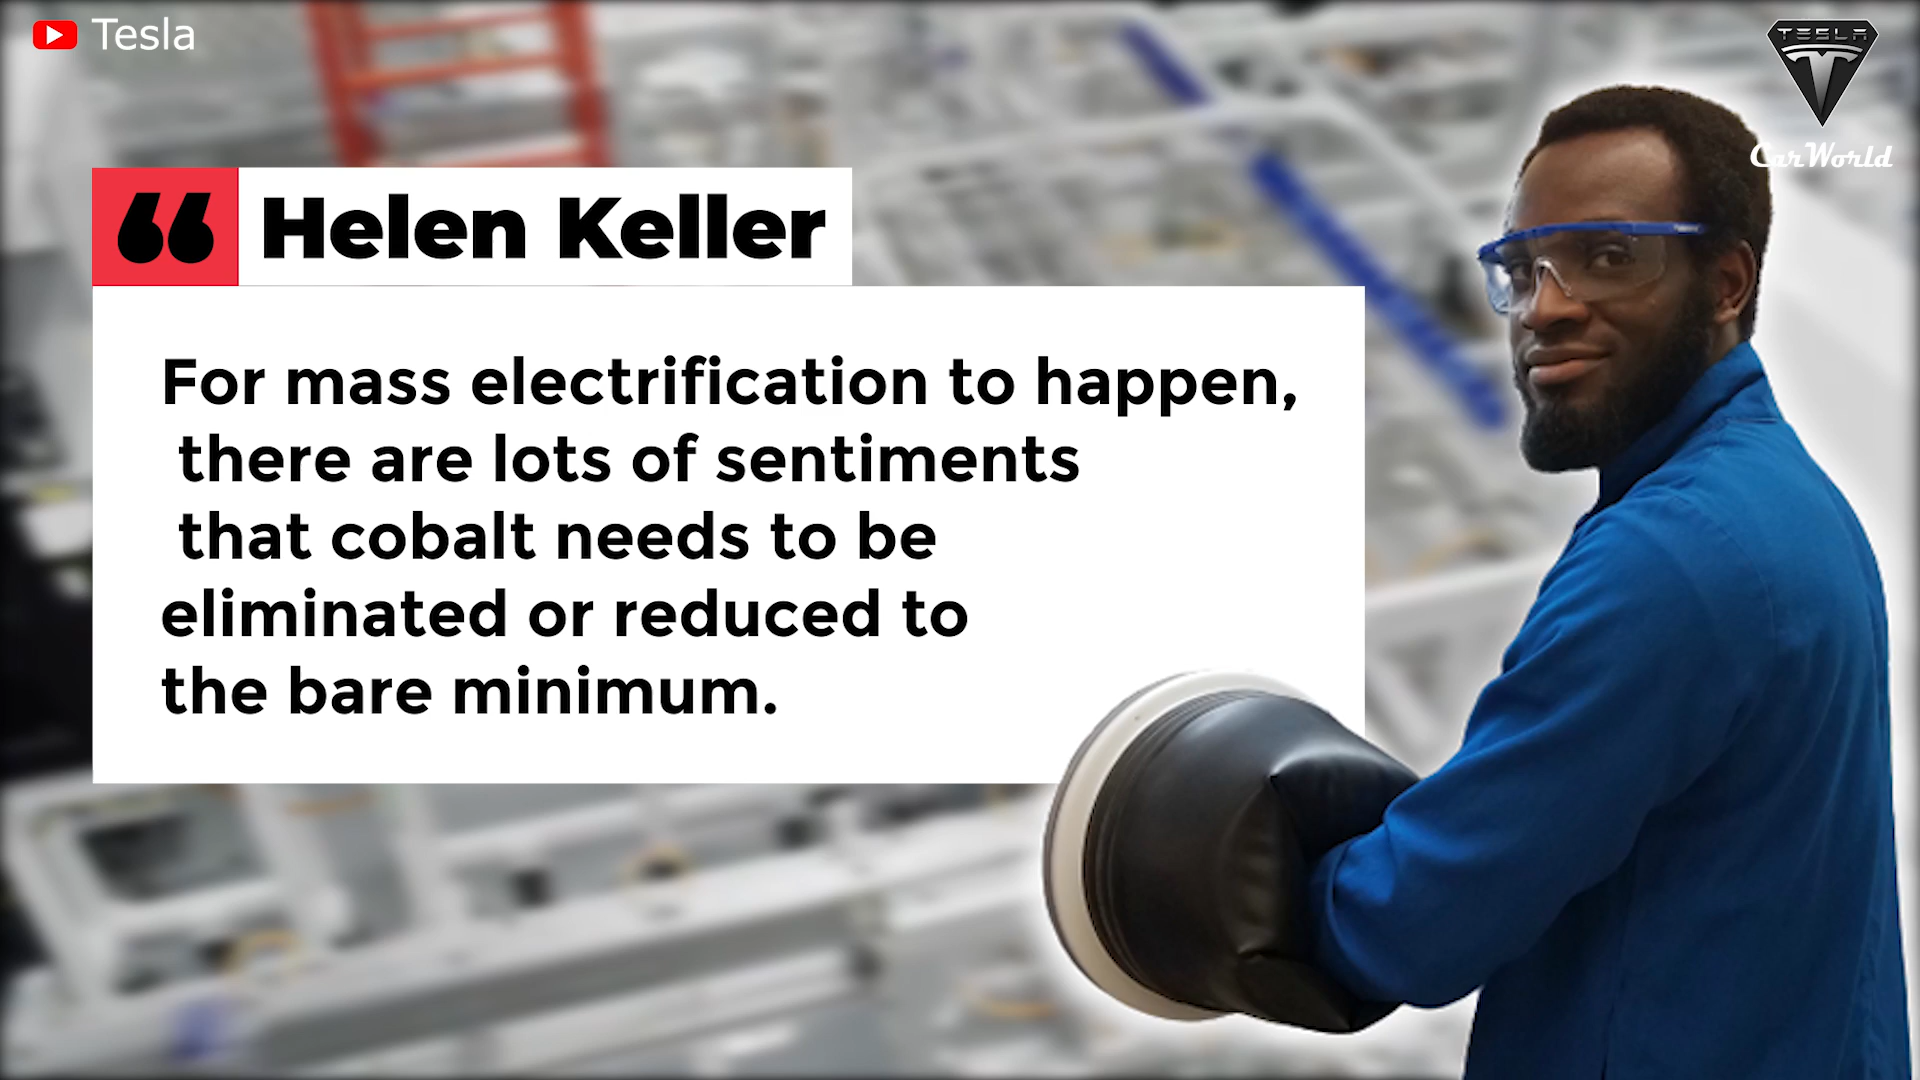 Tesla
TESLA
CarWorld
“ Helen Keller
For mass electrification to happen,
there are lots of sentiments
that cobalt needs to be
eliminated or reduced to
the bare minimum.